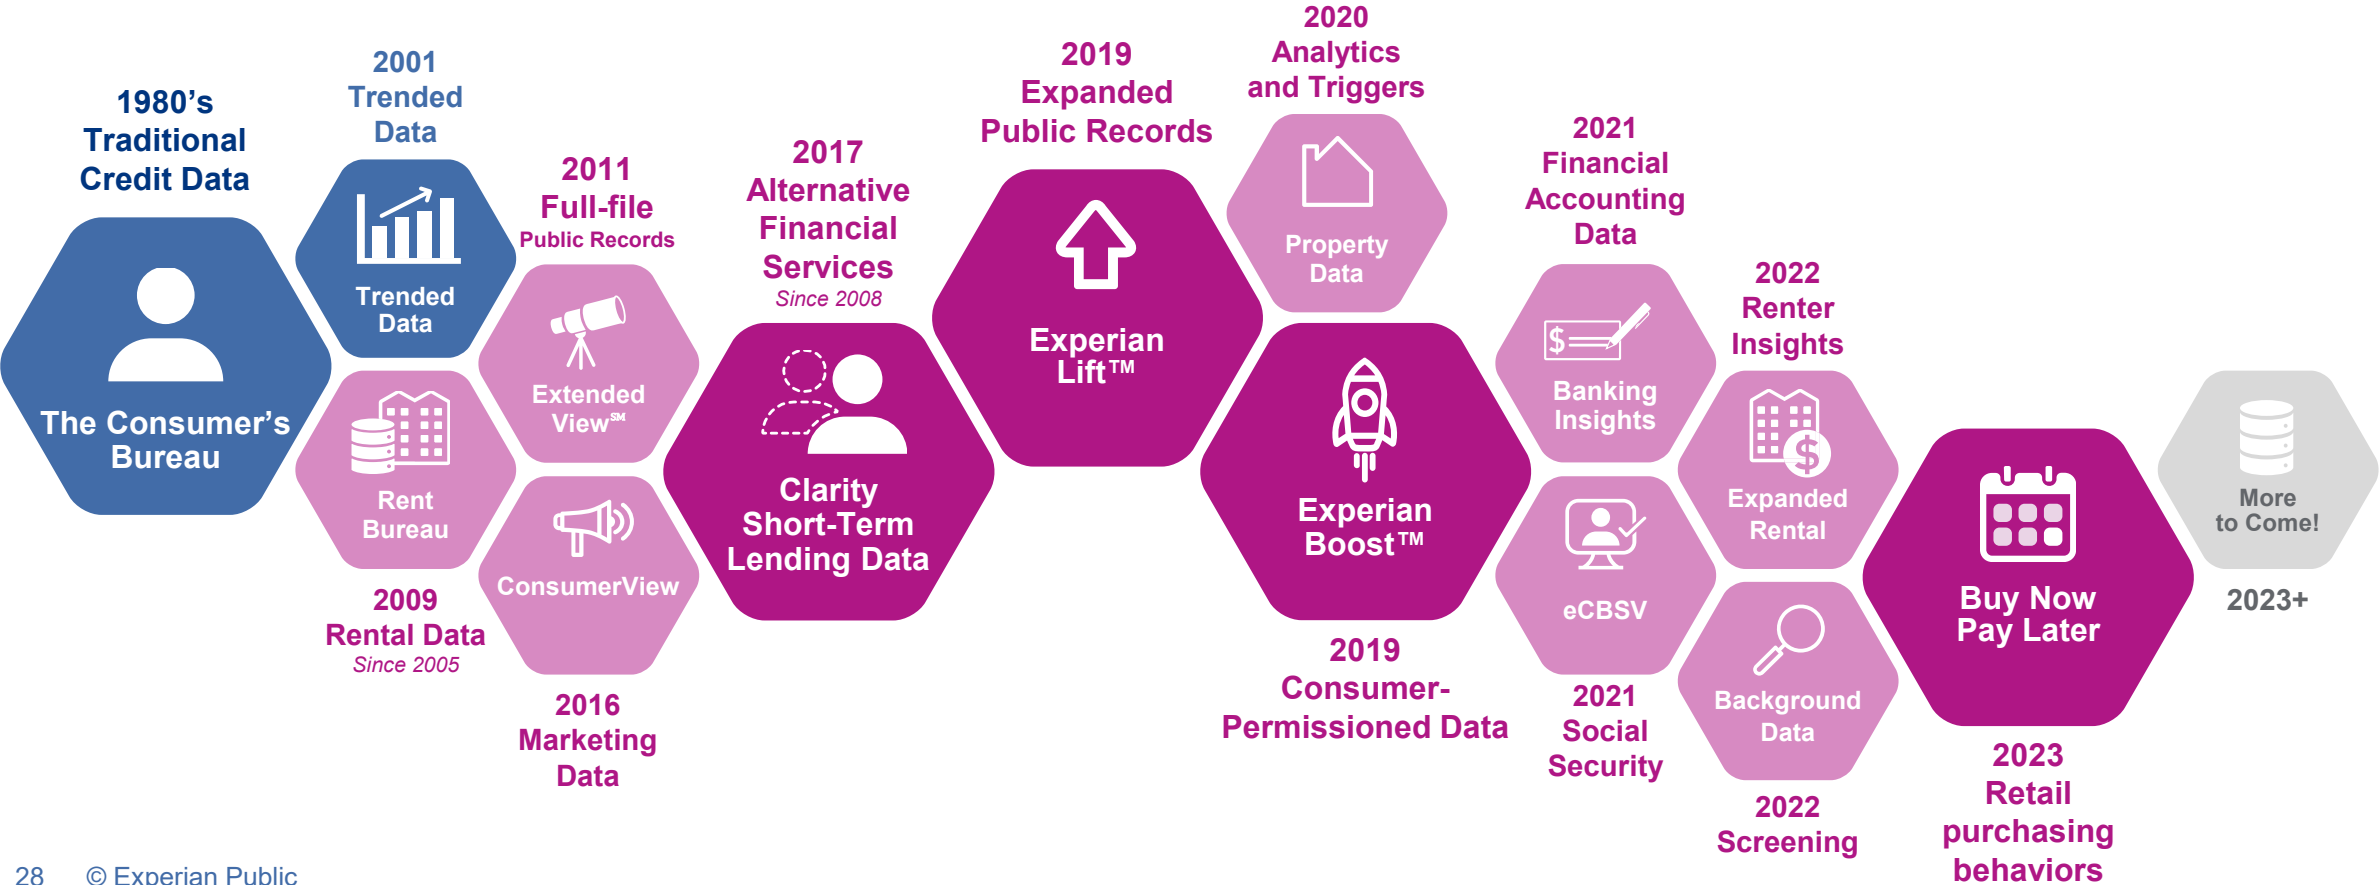 1980's
Traditional
Credit Data
The Consumer's
Bureau
2001
Trended
Data
Trended
Data
Rent
Bureau
2009
Rental Data
Since 2005
2011
Full-file
Public Records
Extended
View℠
ConsumerView
2016
Marketing
Data
2017
Alternative
Financial
Services
Since 2008
Clarity
Short-Term
Lending Data
2019
Expanded
Public Records
Experian
Lift™
2020
Analytics
and Triggers
Property
Data
Experian
Boost™
2019
Consumer-
Permissioned Data
2021
Financial
Accounting
Data
$
Banking
Insights
eCBSV
2021
Social
Security
2022
Renter
Insights
$
Expanded
Rental
Background
Data
2022
Screening
Buy Now
Pay Later
2023
Retail
purchasing
behaviors
More
to Come!
2023+
28 © Experian Public